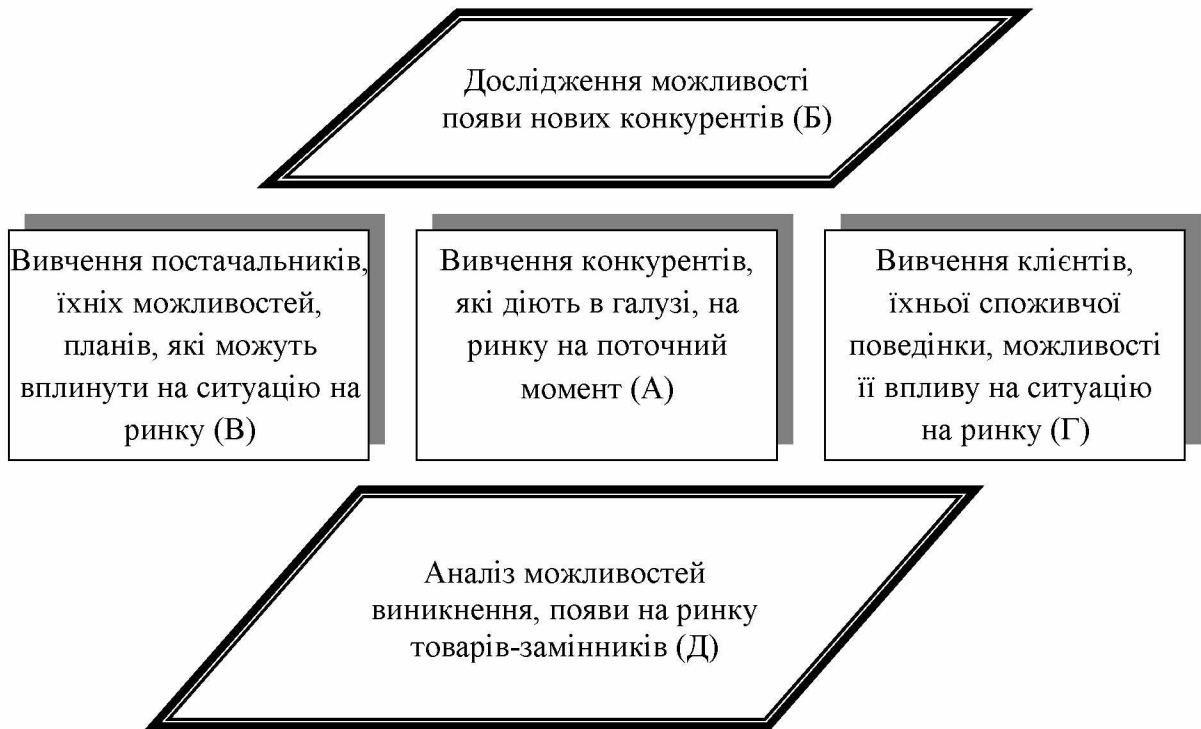 Дослідження можливості
появи нових конкурентів (Б)
Вивчення постачальників,
їхніх можливостей,
планів, які можуть
вплинути на ситуацію на
ринку (В)
Вивчення конкурентів,
які діють в галузі, на
ринку на поточний
момент (А)
Вивчення клієнтів,
їхньої споживчої
поведінки, можливості
її впливу на ситуацію
на ринку (Г)
Аналіз можливостей
виникнення, появи на ринку
товарів-замінників (Д)